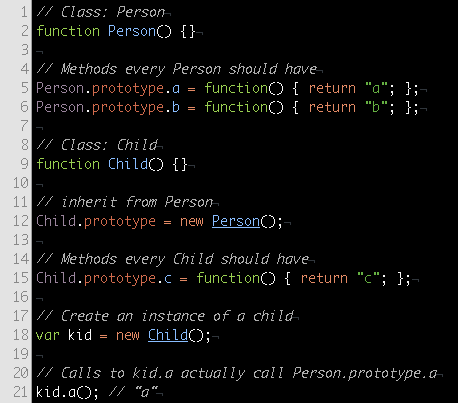 1 // Class: Person¬
2 function Person() {}
3 ¬
4 // Methods every Person should have¬
5 Person.prototype.a = function() { return "a"; };¬
6 Person.prototype.b = function() { return "b"; };¬
7 ¬
8 // Class: Child¬
9 function Child() {}¬
10 ¬
11 // inherit from Person¬
12 Child.prototype = new Person();¬
13 ¬
14 // Methods every Child should have¬
15 Child.prototype.c = function() { return "c"; };¬
16 ¬
17 // Create an instance of a child¬
18 var kid = new Child();¬
19 ¬
20 // Calls to kid.a actually call Person.prototype.a
21 kid.a(); // “a“¬